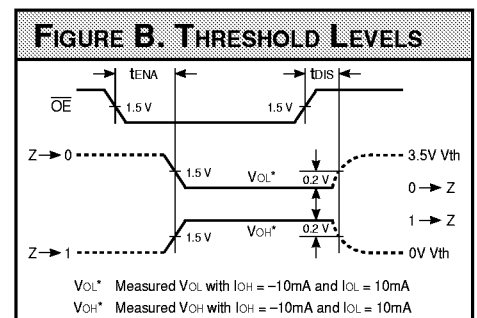 FIGURE B. THRESHOLD LEVELS
tENA tDIS
OE 1.5 V 1.5 V
Z 0 1.5 V VOL* 0.2 V 3.5V Vth
0 Z
1 Z
Z 1 1.5 V VOH* 0.2 V 0V Vth
VOL* Measured VOL with IOH = –10mA and IOL = 10mA
VOH* Measured VOH with IOH = –10mA and IOL = 10mA